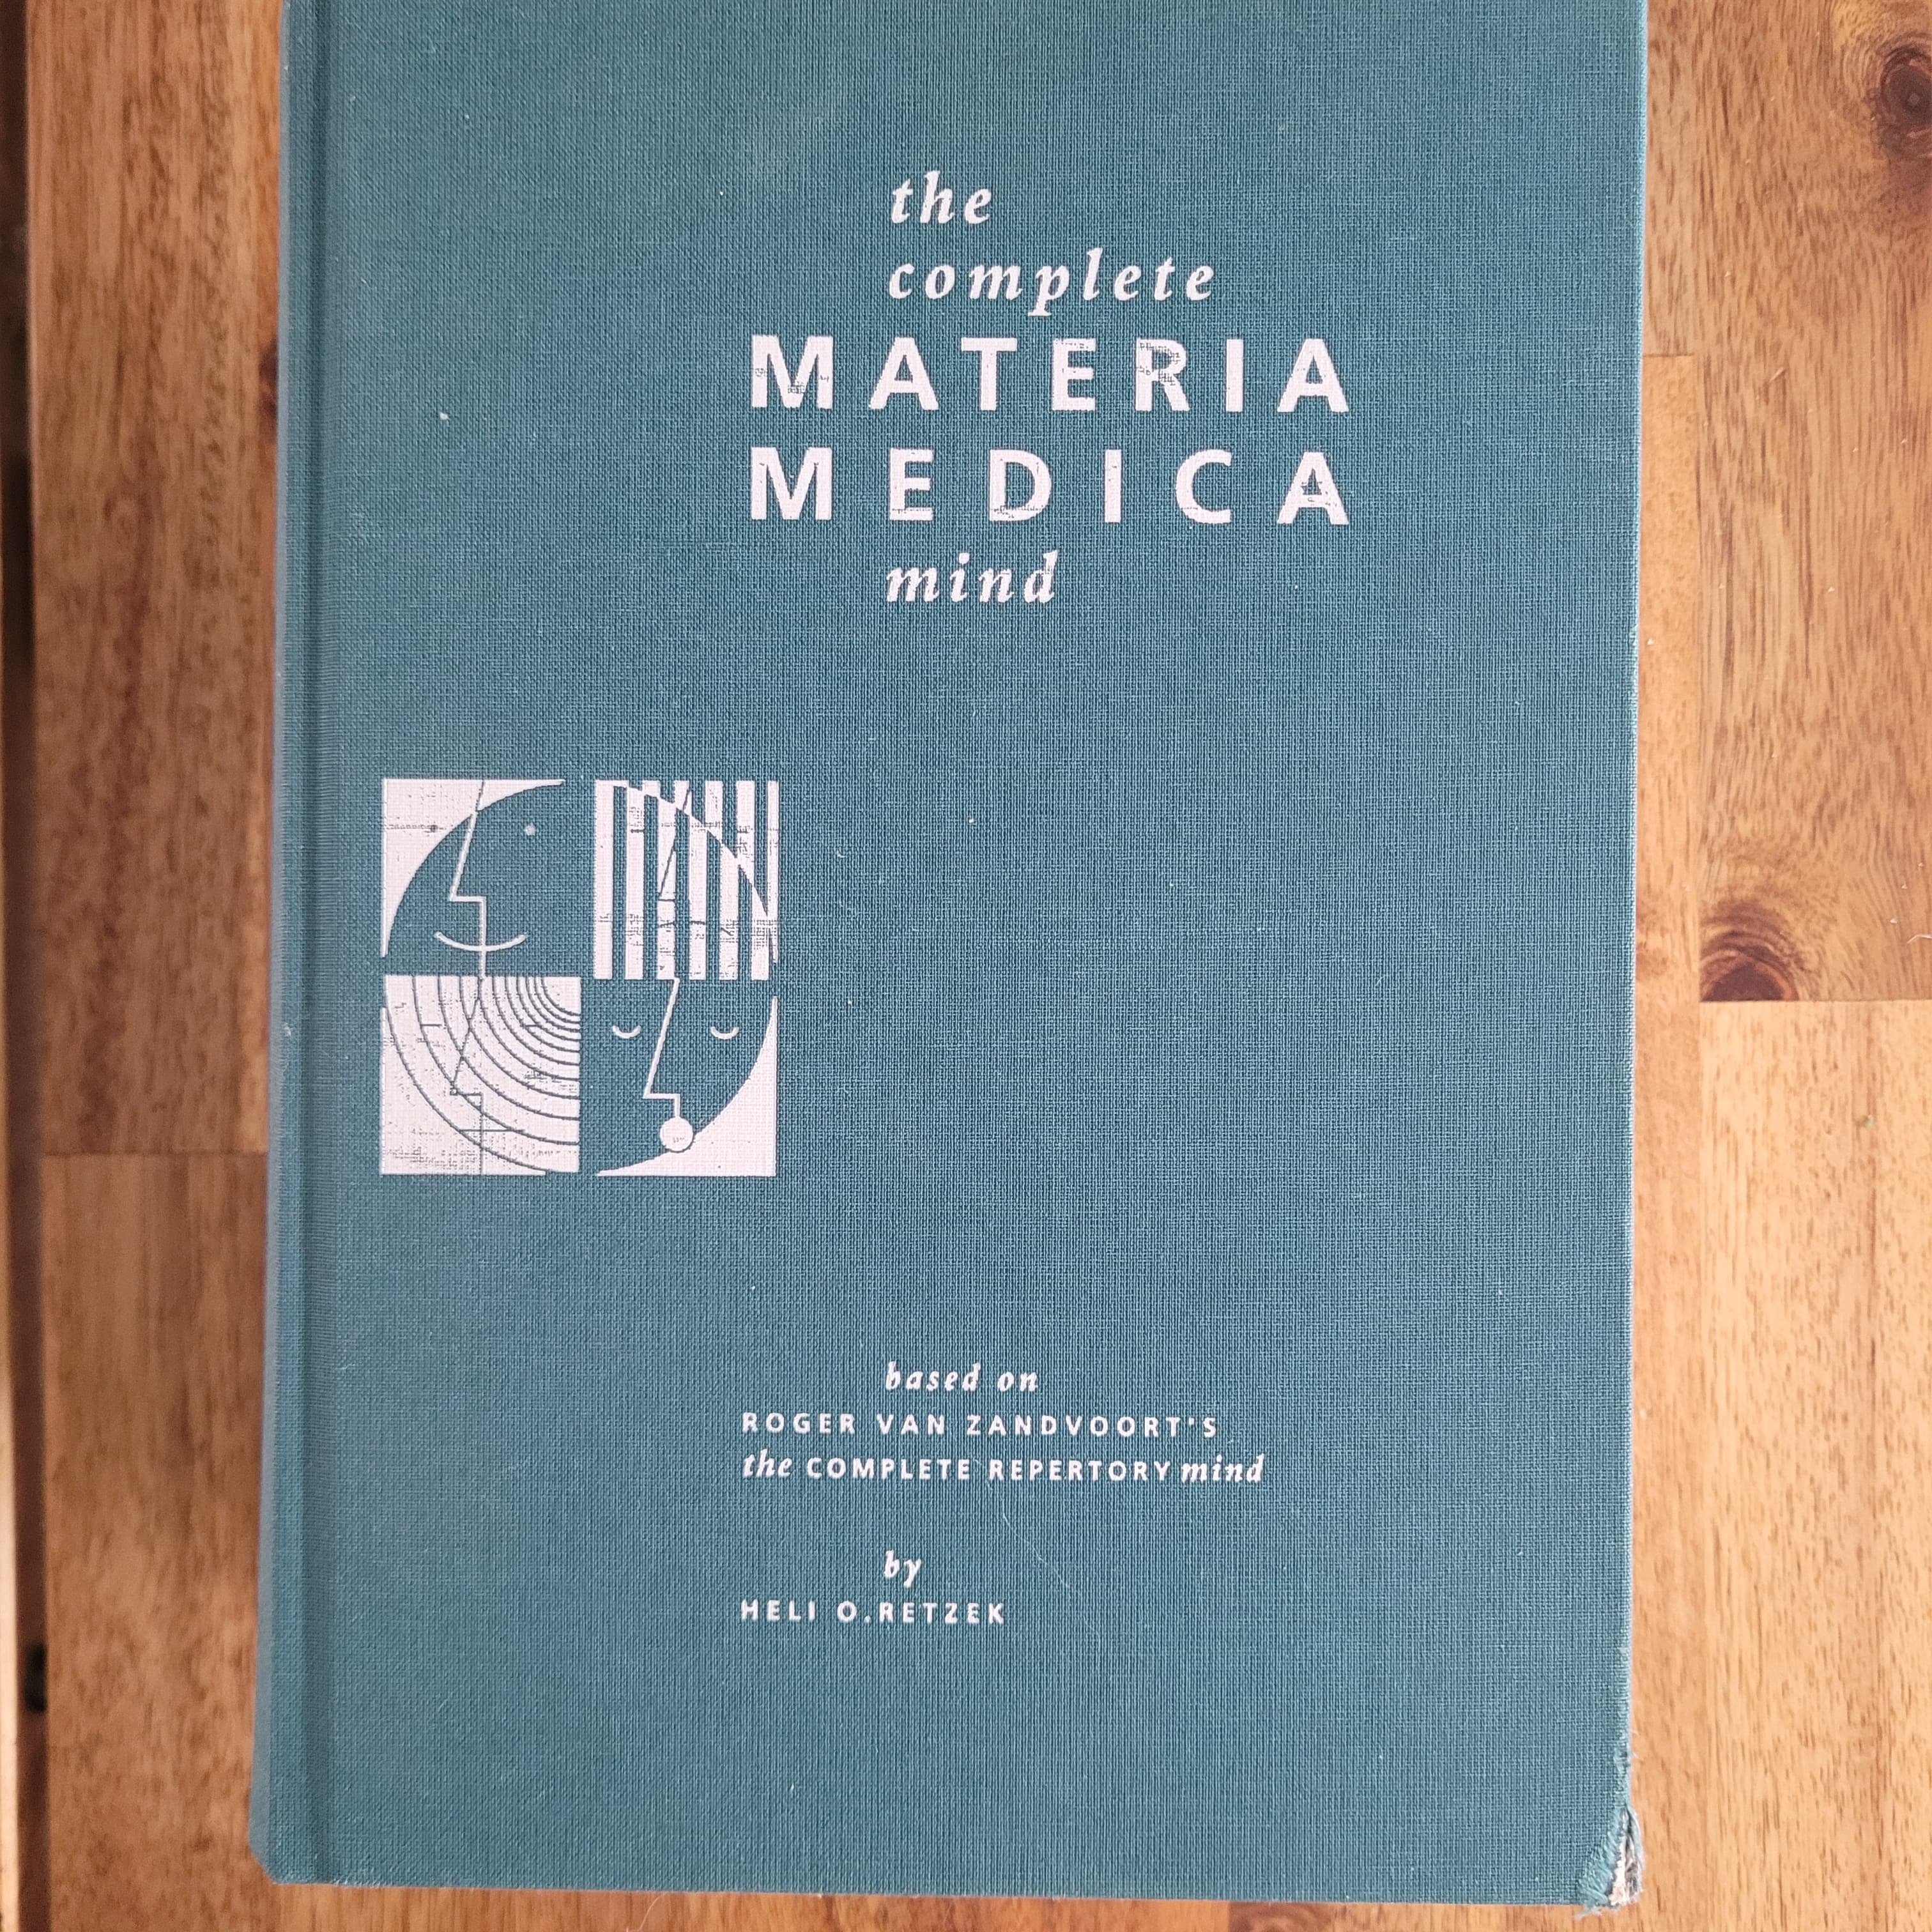 the
complete
MATERIA
MEDICA
mind
based on
ROGER VAN ZANDVOORT'S
the COMPLETE REPERTORY mind
by
HELI O.RETZEK